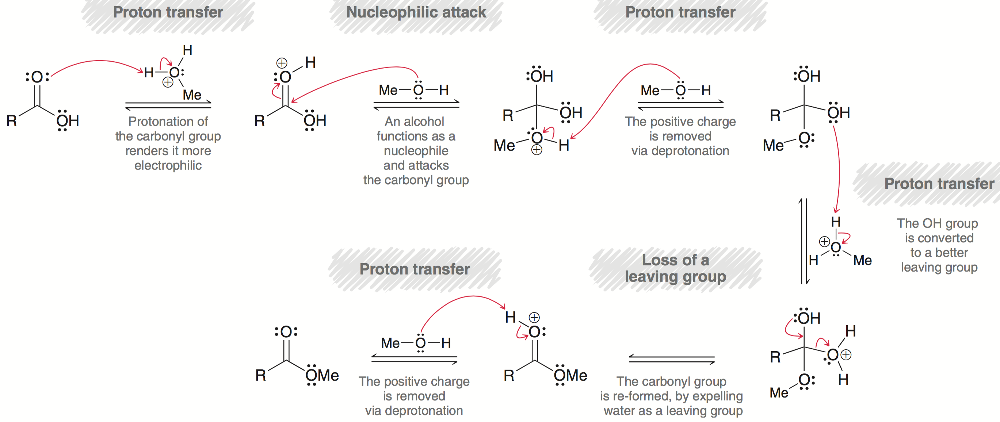 Proton transfer
Nucleophilic attack
Proton transfer
:O:
R
OH
H
H—O:
⊕
Me
Protonation of
the carbonyl group
renders it more
electrophilic
⊕
H
:O
R
OH
Me—O—H
An alcohol
functions as a
nucleophile
and attacks
the carbonyl group
:OH
R
OH
Me
O
H
⊕
Me—O—H
The positive charge
is removed
via deprotonation
:OH
R
OH
O:
Me
Proton transfer
The OH group
is converted
to a better
leaving group
H
⊕
O
H
Me
Loss of a
leaving group
Proton transfer
:OH
H
R
O⊕
O:
H
Me
The carbonyl group
is re-formed, by expelling
water as a leaving group
H
⊕
O:
R
OMe
Me—O—H
The positive charge
is removed
via deprotonation
:O:
R
OMe